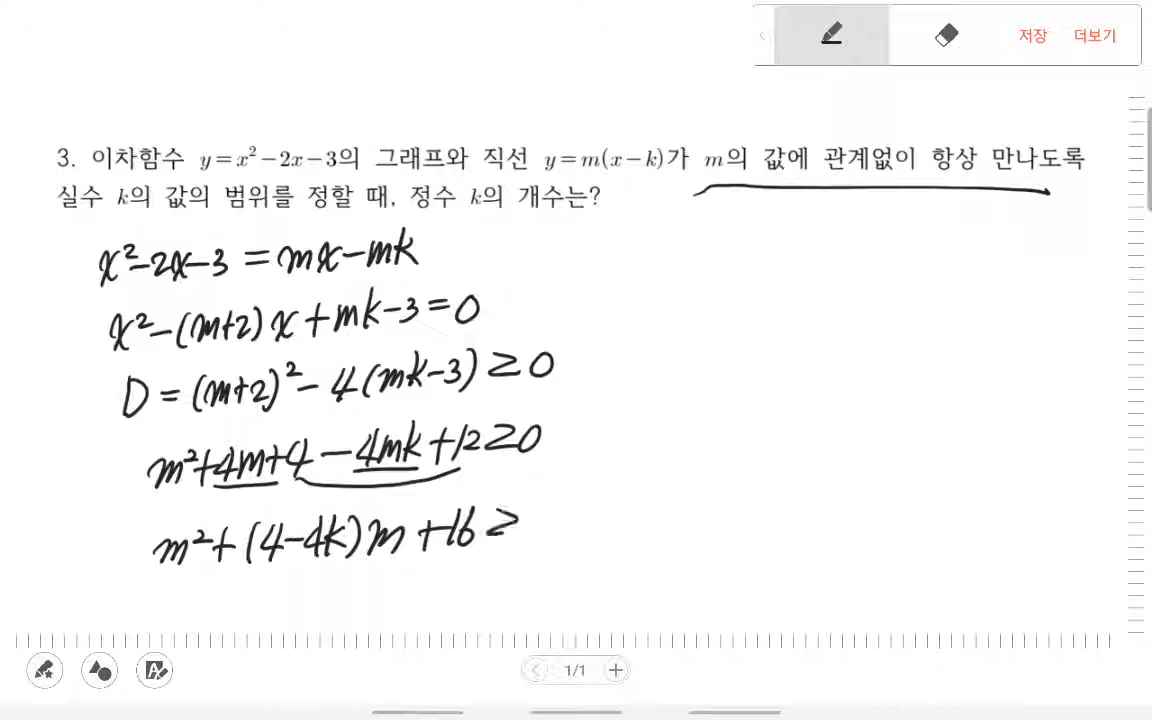 저장 더보기
3. 이차함수 y=x²-2x-3의 그래프와 직선 y=m(x-k)가 m의 값에 관계없이 항상 만나도록
실수 k의 값의 범위를 정할 때, 정수 k의 개수는?
x²-2x-3 = mx-mk
x²-(m+2)x+mk-3=0
D=(m+2)²-4(mk-3)≥0
m²+4m+4-4mk+12≥0
m²+(4-4k)m+16≥
1/1